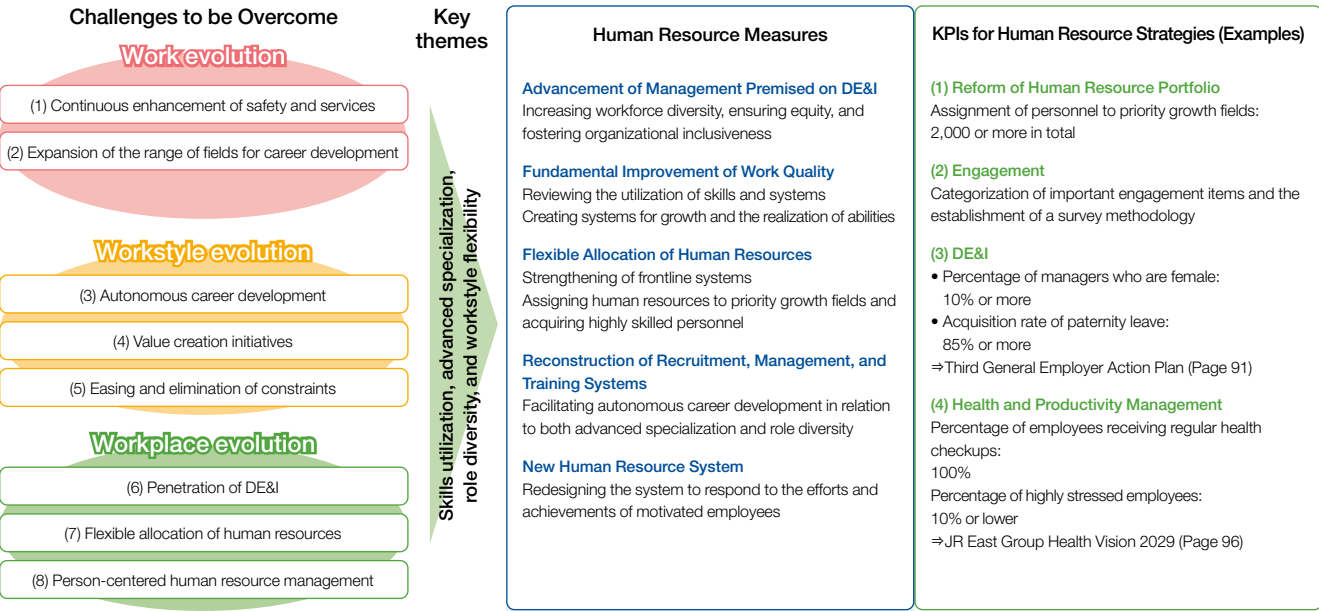 Challenges to be Overcome
Work evolution
(1) Continuous enhancement of safety and services
(2) Expansion of the range of fields for career development
Workstyle evolution
(3) Autonomous career development
(4) Value creation initiatives
(5) Easing and elimination of constraints
Workplace evolution
(6) Penetration of DE&I
(7) Flexible allocation of human resources
(8) Person-centered human resource management
Key
themes
Skills utilization, advanced specialization,
role diversity, and workstyle flexibility
Human Resource Measures
Advancement of Management Premised on DE&I
Increasing workforce diversity, ensuring equity, and
fostering organizational inclusiveness
Fundamental Improvement of Work Quality
Reviewing the utilization of skills and systems
Creating systems for growth and the realization of abilities
Flexible Allocation of Human Resources
Strengthening of frontline systems
Assigning human resources to priority growth fields and
acquiring highly skilled personnel
Reconstruction of Recruitment, Management, and
Training Systems
Facilitating autonomous career development in relation
to both advanced specialization and role diversity
New Human Resource System
Redesigning the system to respond to the efforts and
achievements of motivated employees
KPIs for Human Resource Strategies (Examples)
(1) Reform of Human Resource Portfolio
Assignment of personnel to priority growth fields:
2,000 or more in total
(2) Engagement
Categorization of important engagement items and the
establishment of a survey methodology
(3) DE&I
• Percentage of managers who are female:
10% or more
• Acquisition rate of paternity leave:
85% or more
⇒Third General Employer Action Plan (Page 91)
(4) Health and Productivity Management
Percentage of employees receiving regular health
checkups:
100%
Percentage of highly stressed employees:
10% or lower
⇒JR East Group Health Vision 2029 (Page 96)